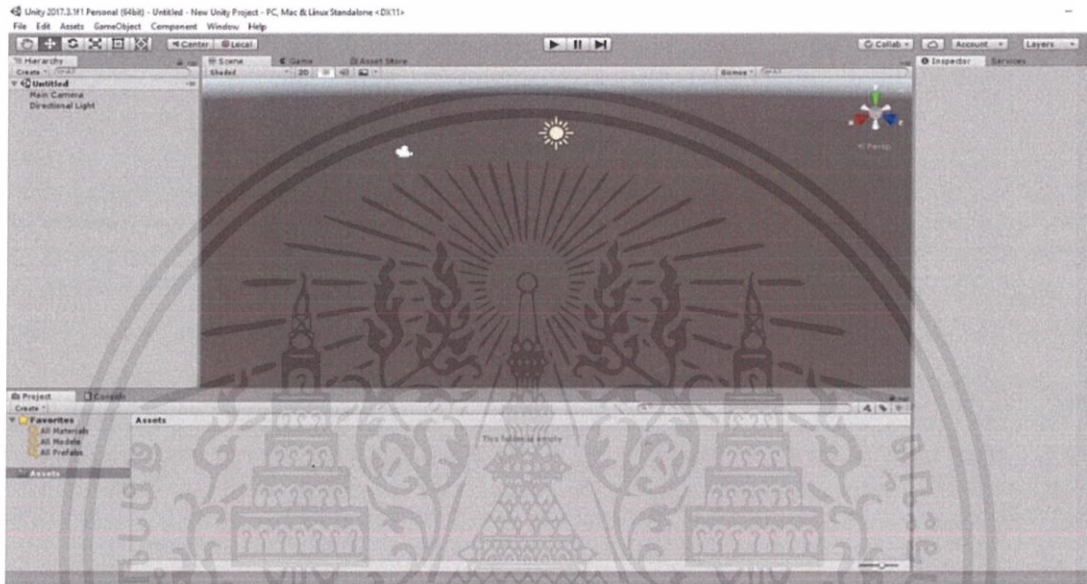 Unity 2017.3.1f1 Personal (64bit) - Untitled - New Unity Project - PC, Mac & Linux Standalone <DX11>
File Edit Assets GameObject Component Window Help
Center Local Collab Account Layers
Hierarchy Scene Game Asset Store Inspector Services
Create Shaded 2D Gizmos
Untitled
Main Camera
Directional Light
Persp
Project Console
Create
Favorites Assets
All Materials This folder is empty
All Models
All Prefabs
Assets